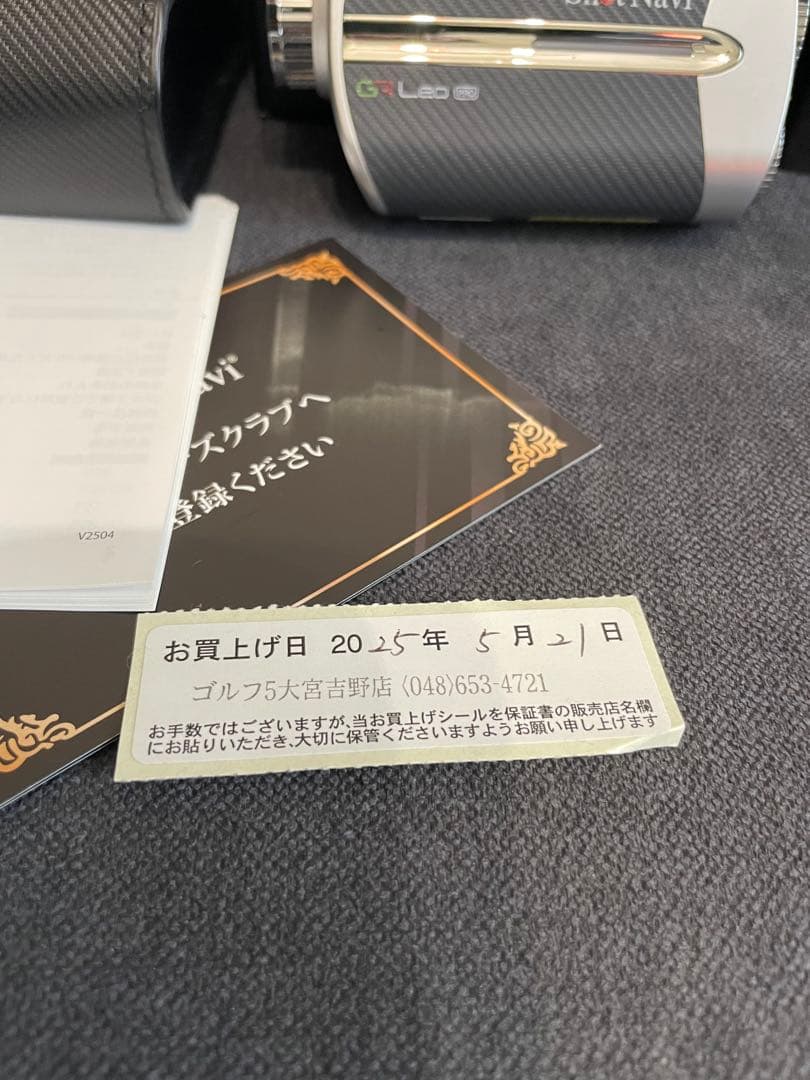 Shot Navi
GR Leo
avi®
ズクラブへ
登録ください
V2504
お買上げ日 2025年 5月21日
ゴルフ5大宮吉野店〈048〉653-4721
お手数ではございますが、当お買上げシールを保証書の販売店名欄
にお貼りいただき、大切に保管くださいますようお願い申し上げます